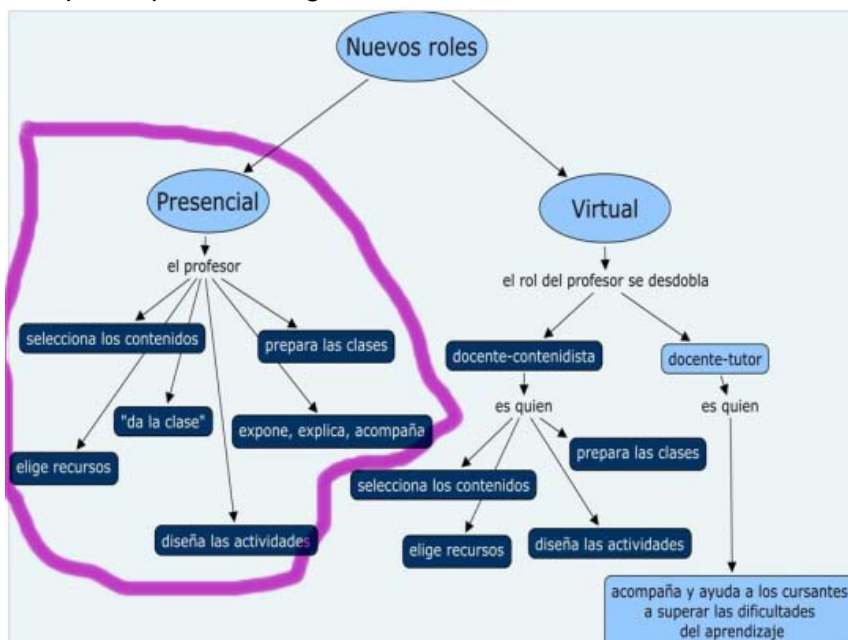 Nuevos roles
Presencial
Virtual
el profesor
el rol del profesor se desdobla
selecciona los contenidos
prepara las clases
"da la clase"
expone, explica, acompaña
elige recursos
diseña las actividades
docente-contenidista
docente-tutor
es quien
es quien
prepara las clases
selecciona los contenidos
elige recursos
diseña las actividades
acompaña y ayuda a los cursantes
a superar las dificultades
del aprendizaje